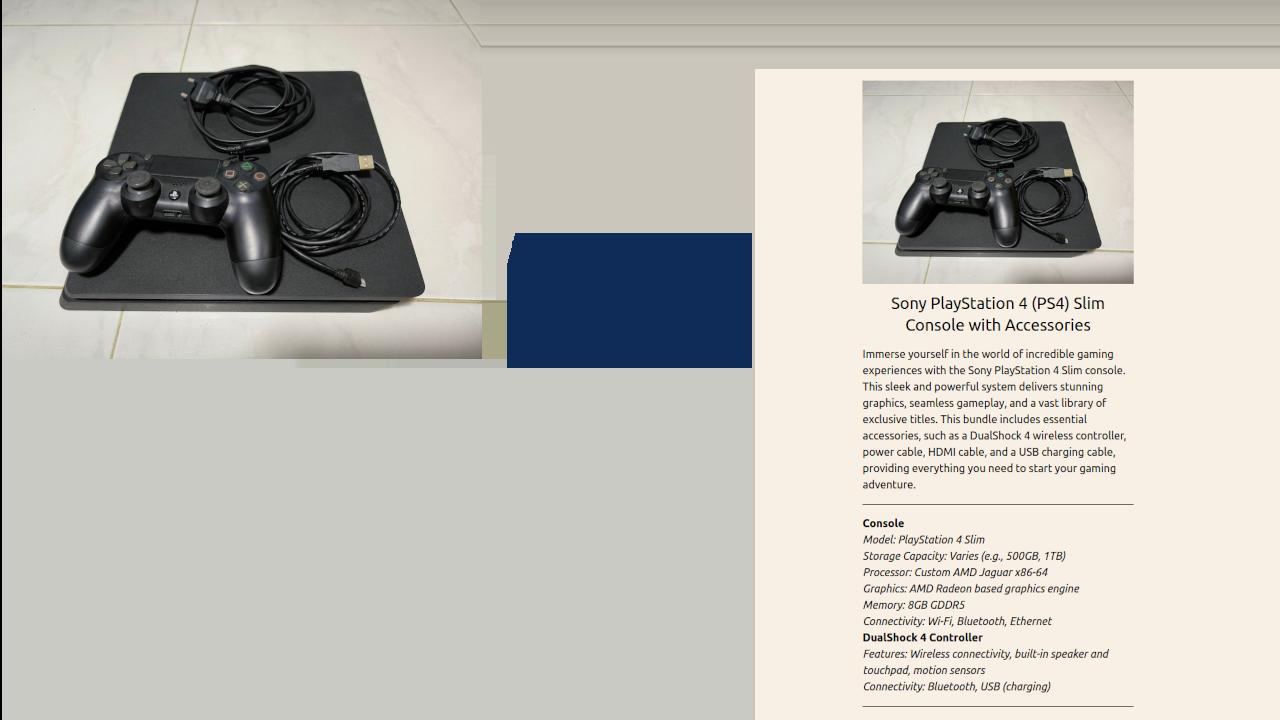 Sony PlayStation 4 (PS4) Slim
Console with Accessories
Immerse yourself in the world of incredible gaming
experiences with the Sony PlayStation 4 Slim console.
This sleek and powerful system delivers stunning
graphics, seamless gameplay, and a vast library of
exclusive titles. This bundle includes essential
accessories, such as a DualShock 4 wireless controller,
power cable, HDMI cable, and a USB charging cable,
providing everything you need to start your gaming
adventure.
Console
Model: PlayStation 4 Slim
Storage Capacity: Varies (e.g., 500GB, 1TB)
Processor: Custom AMD Jaguar x86-64
Graphics: AMD Radeon based graphics engine
Memory: 8GB GDDR5
Connectivity: Wi-Fi, Bluetooth, Ethernet
DualShock 4 Controller
Features: Wireless connectivity, built-in speaker and
touchpad, motion sensors
Connectivity: Bluetooth, USB (charging)